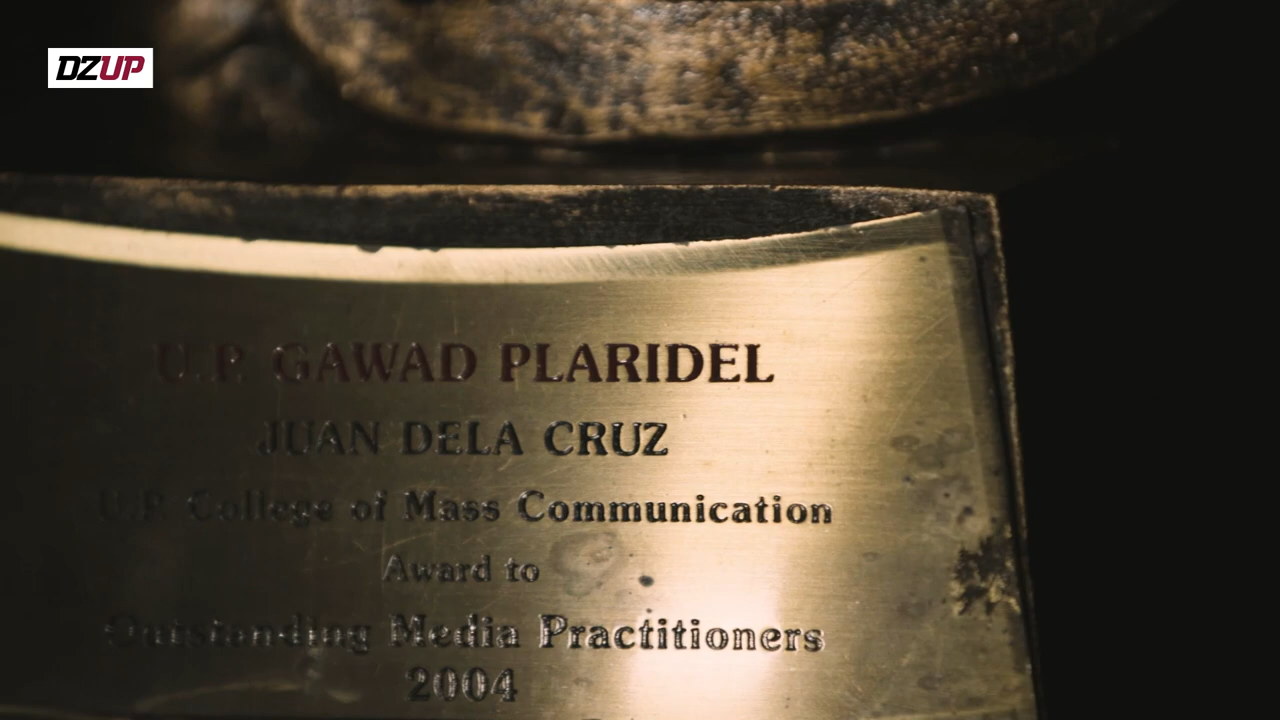 DZUP
U.P. GAWAD PLARIDEL
JUAN DELA CRUZ
U.P. College of Mass Communication
Award to
Outstanding Media Practitioners
2004